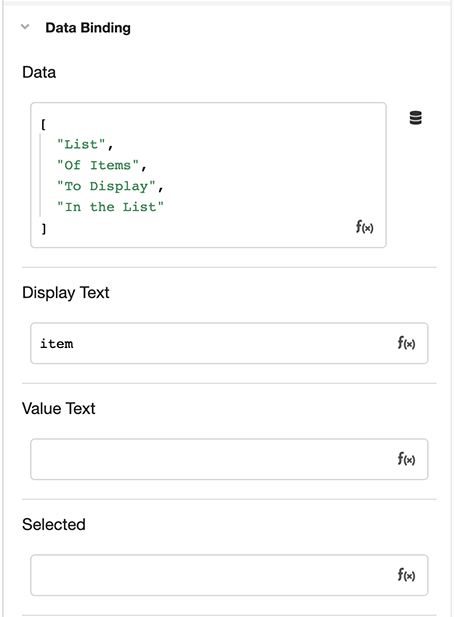 Data Binding
Data
[
"List",
"Of Items",
"To Display",
"In the List"
]
f(x)
Display Text
item f(x)
Value Text
f(x)
Selected
f(x)